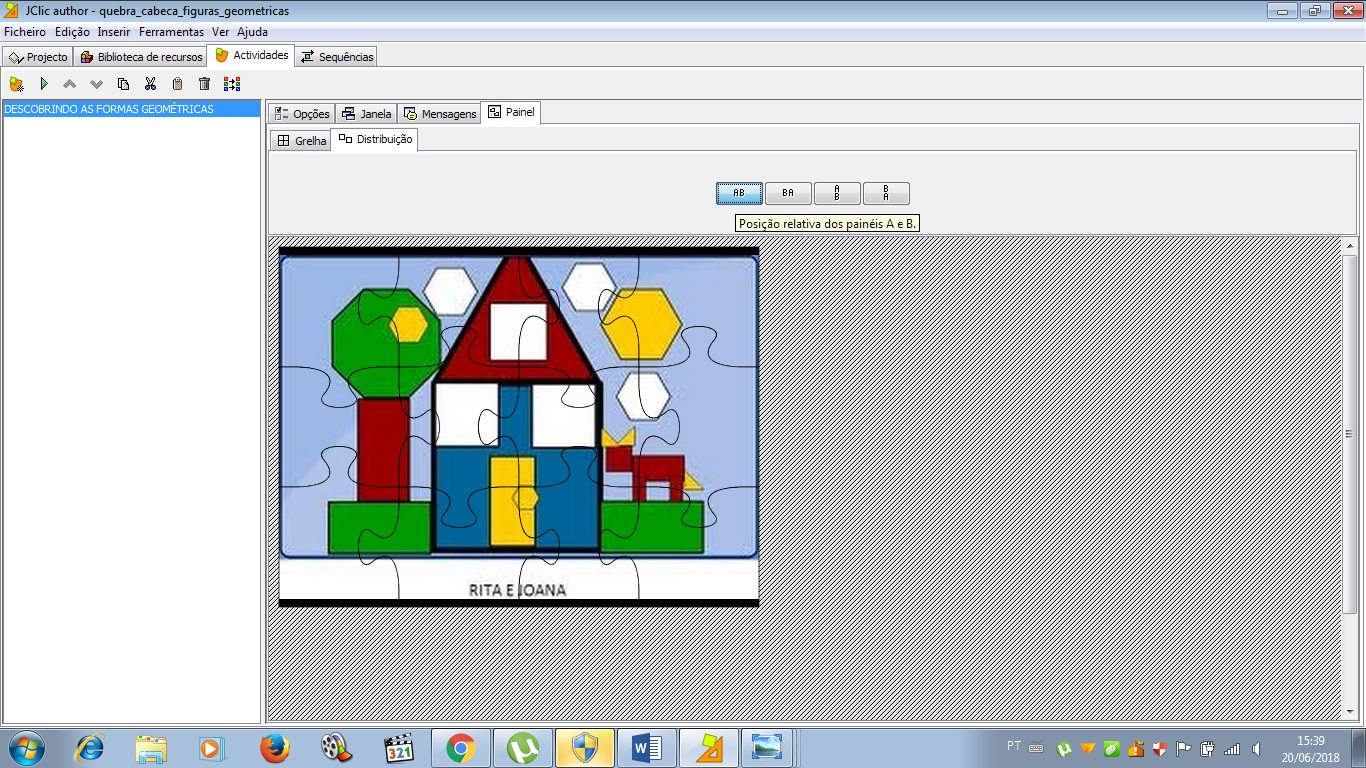 JClic author - quebra_cabeca_figuras_geometricas
Ficheiro Edição Inserir Ferramentas Ver Ajuda
Projecto Biblioteca de recursos Actividades Sequências
DESCOBRINDO AS FORMAS GEOMÉTRICAS
Opções Janela Mensagens Painel
Grelha Distribuição
AB BA A B B A
Posição relativa dos painéis A e B.
RITA E JOANA
321
W
PT
15:39
20/06/2018